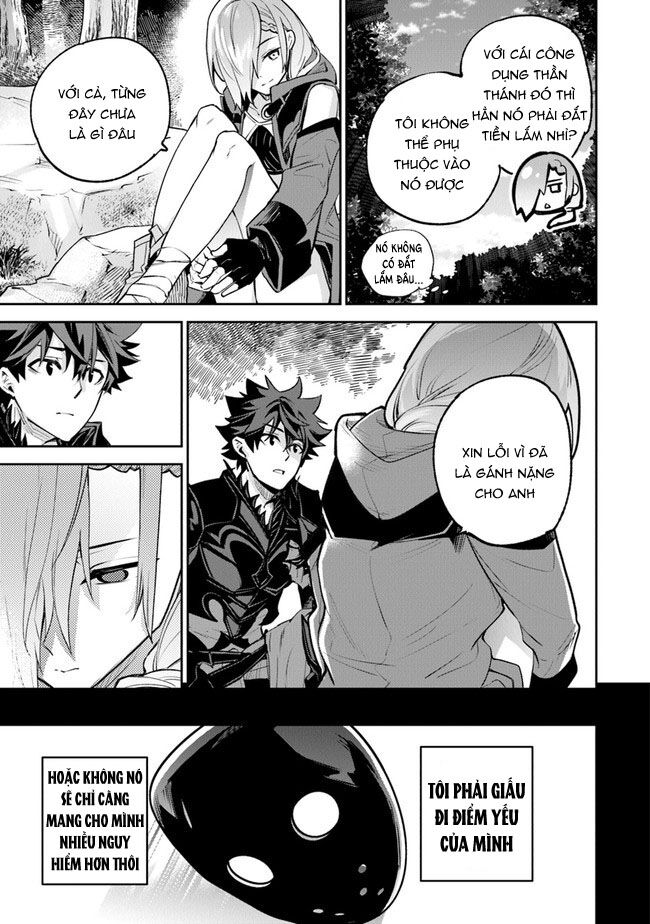 VỚI CÁI CÔNG
DỤNG THẦN
THÁNH ĐÓ THÌ
HẲN NÓ PHẢI ĐẮT
TIỀN LẮM NHỈ?
TÔI KHÔNG
THỂ PHỤ
THUỘC VÀO
NÓ ĐƯỢC
NÓ KHÔNG
CÓ ĐẮT
LẮM ĐÂU...
VỚI CẢ, TỪNG
ĐÂY CHƯA
LÀ GÌ ĐÂU
XIN LỖI VÌ ĐÃ
LÀ GÁNH NẶNG
CHO ANH
TÔI PHẢI GIẤU
ĐI ĐIỂM YẾU
CỦA MÌNH
HOẶC KHÔNG NÓ
SẼ CHỈ CÀNG
MANG CHO MÌNH
NHIỀU NGUY
HIỂM HƠN THÔI